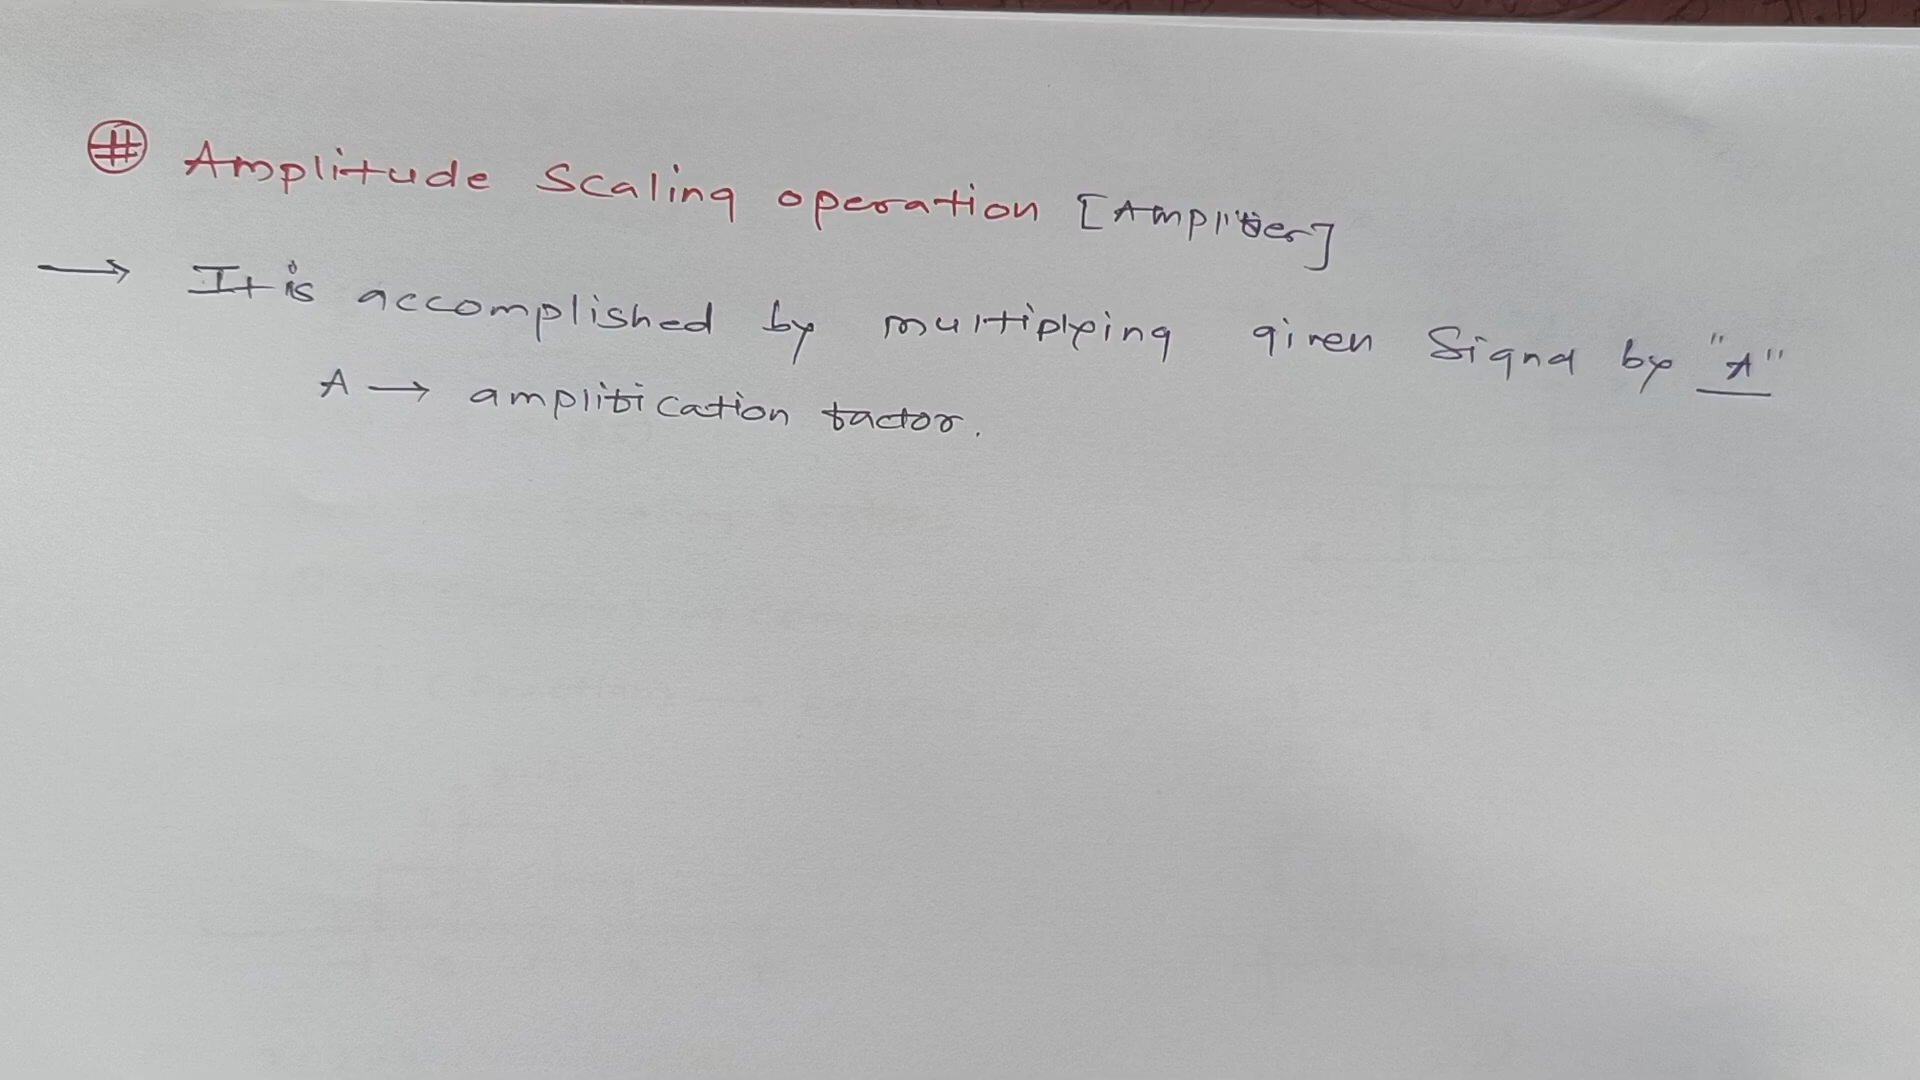 # Amplitude Scaling operation [Amplifier]
→ It is accomplished by multiplying given Signal by "A"
A → amplification factor.